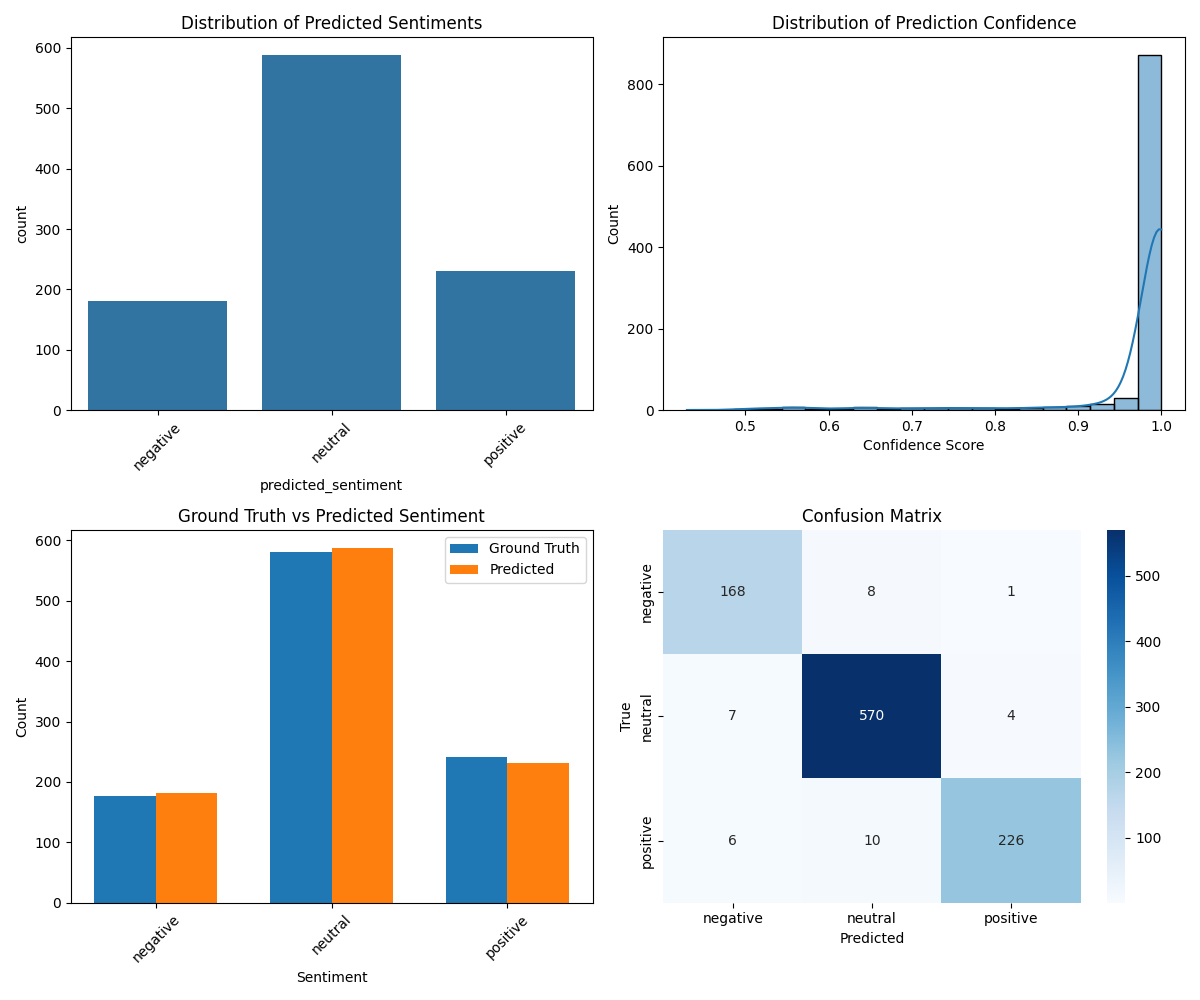 Distribution of Predicted Sentiments
count
600
500
400
300
200
100
0
negative
neutral
positive
predicted_sentiment
Distribution of Prediction Confidence
Count
800
600
400
200
0
0.5
0.6
0.7
0.8
0.9
1.0
Confidence Score
Ground Truth vs Predicted Sentiment
Ground Truth
Predicted
Count
600
500
400
300
200
100
0
negative
neutral
positive
Sentiment
Confusion Matrix
True
negative
168 8 1
neutral
7 570 4
positive
6 10 226
negative neutral positive
Predicted
500
400
300
200
100